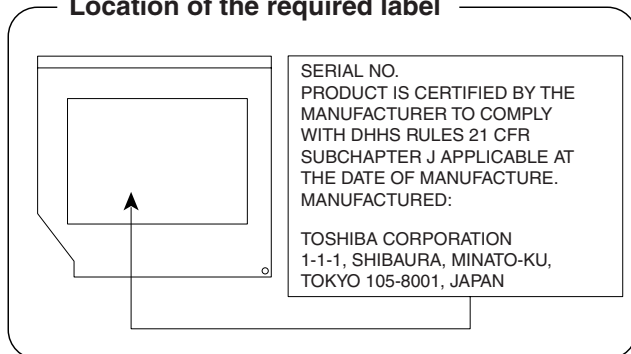 Location of the required label
SERIAL NO.
PRODUCT IS CERTIFIED BY THE
MANUFACTURER TO COMPLY
WITH DHHS RULES 21 CFR
SUBCHAPTER J APPLICABLE AT
THE DATE OF MANUFACTURE.
MANUFACTURED:
TOSHIBA CORPORATION
1-1-1, SHIBAURA, MINATO-KU,
TOKYO 105-8001, JAPAN